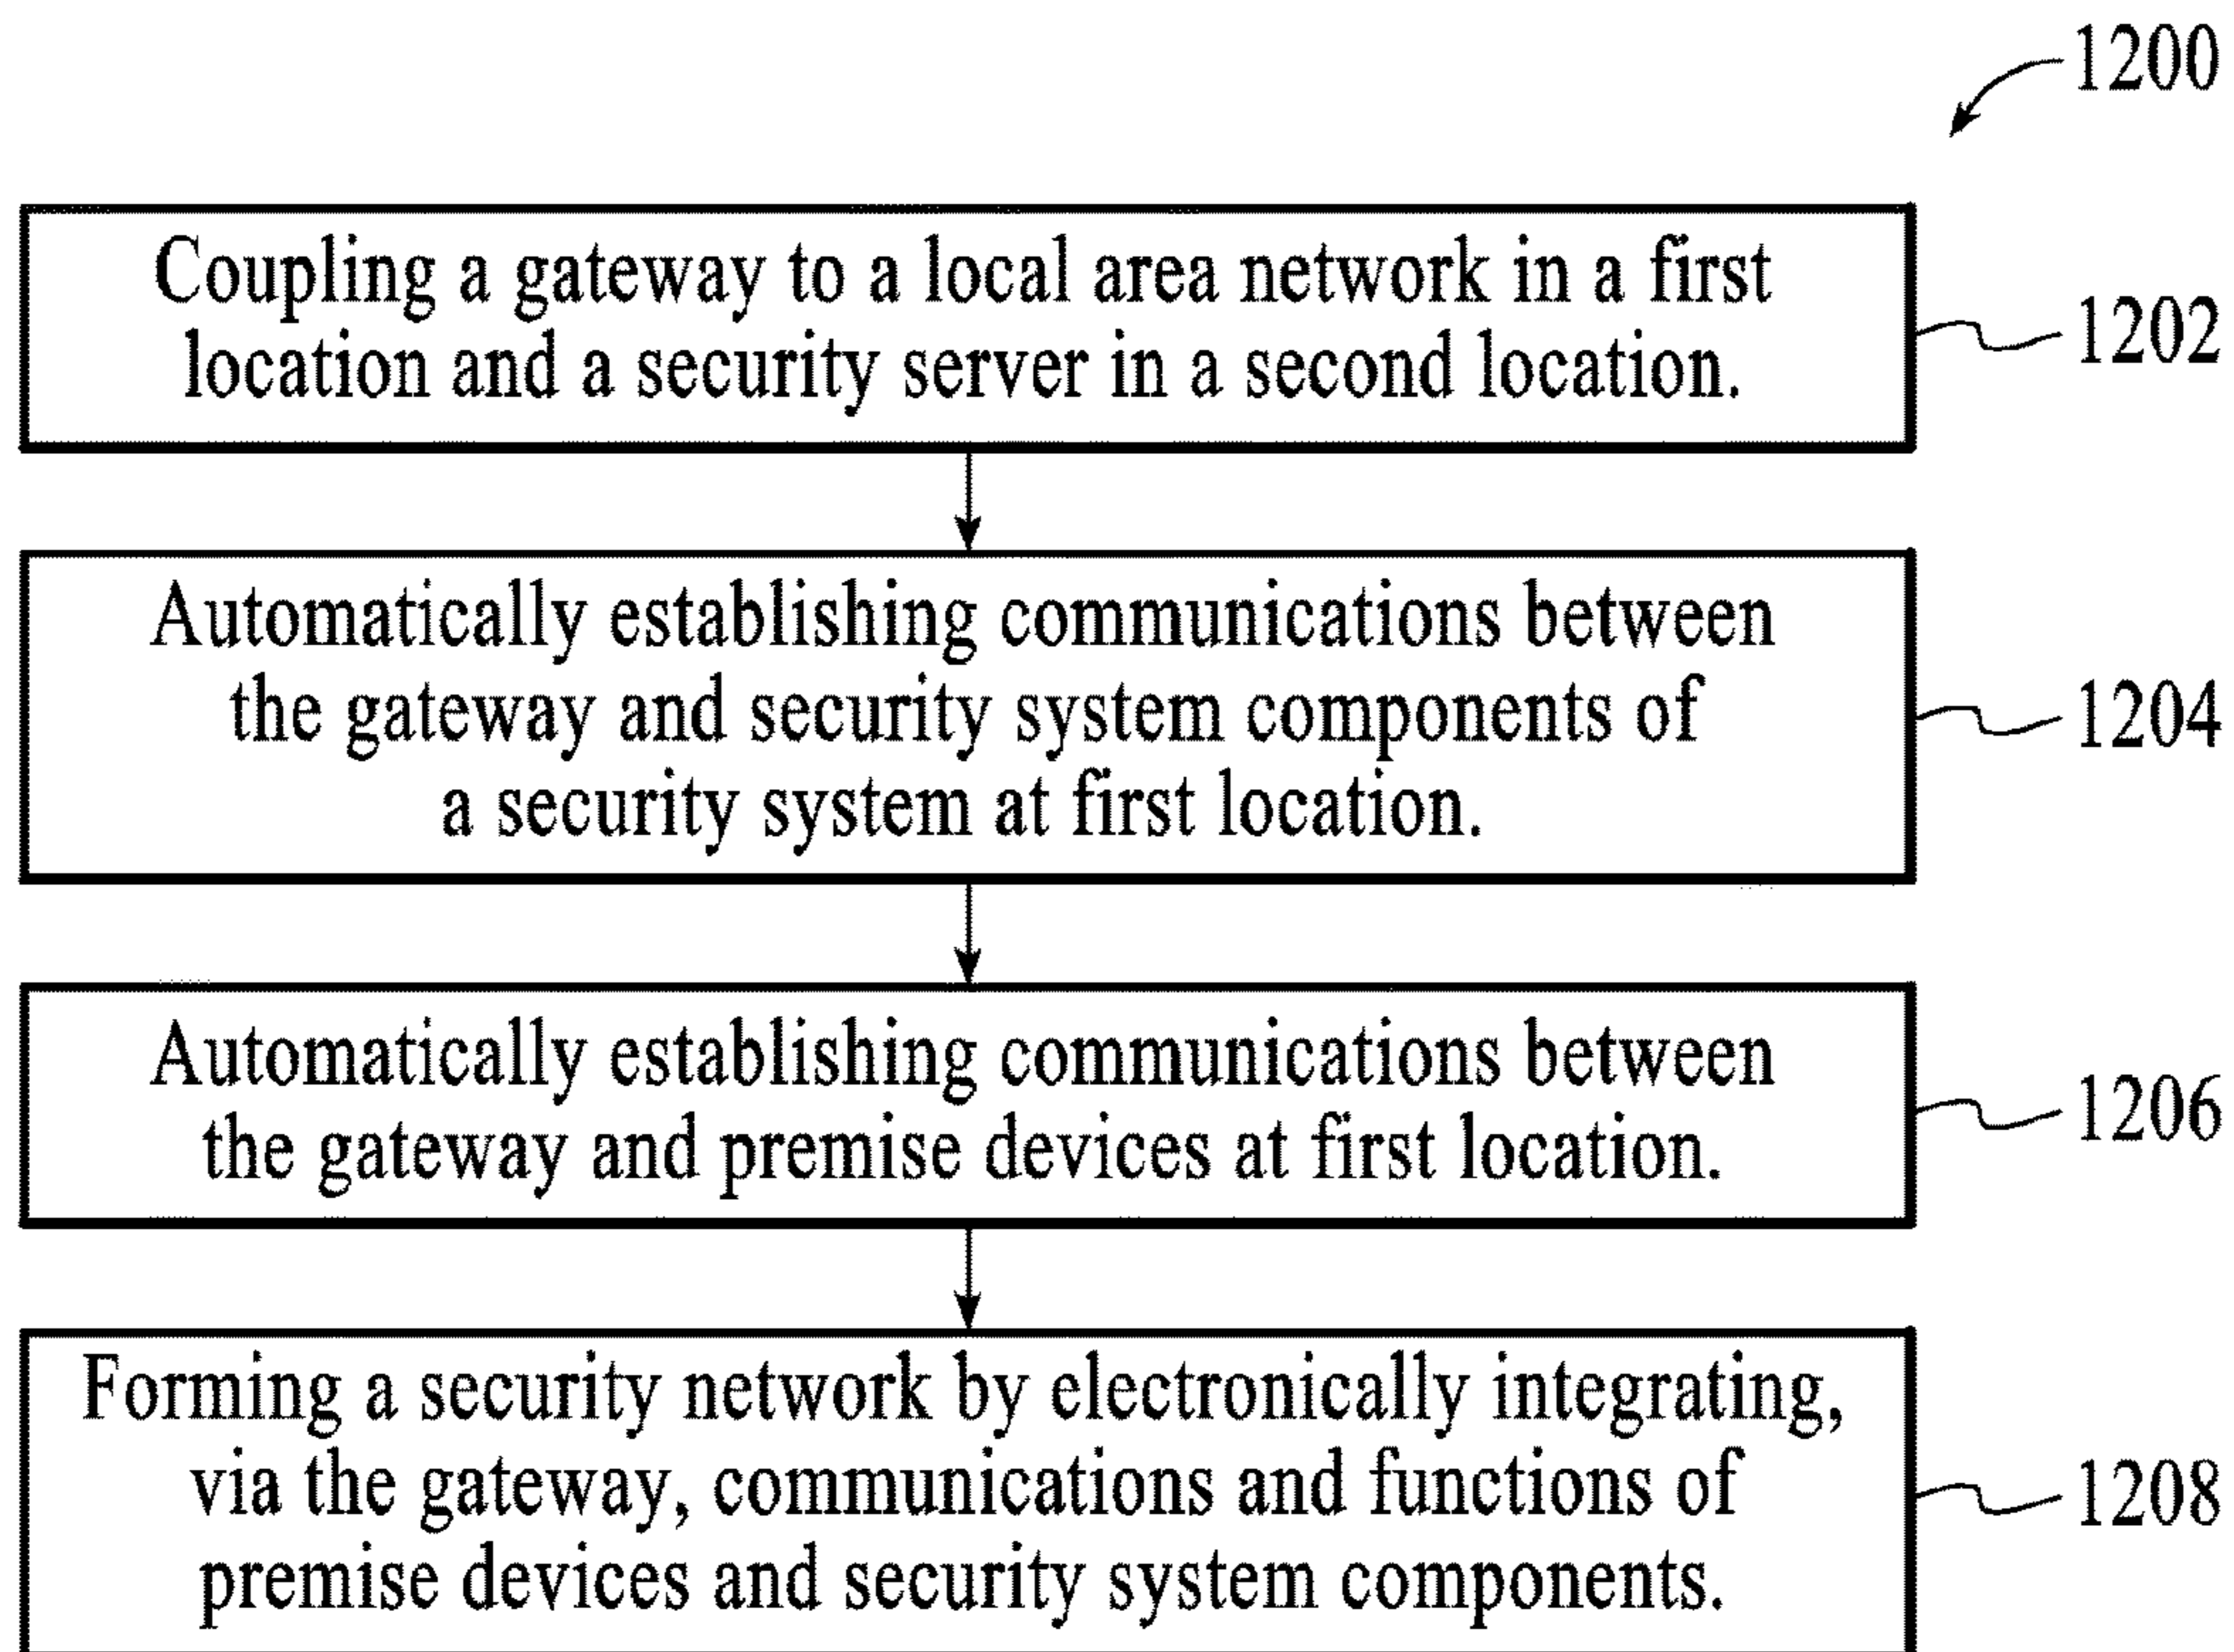 1200
Coupling a gateway to a local area network in a first
location and a security server in a second location.
1202
Automatically establishing communications between
the gateway and security system components of
a security system at first location.
1204
Automatically establishing communications between
the gateway and premise devices at first location.
1206
Forming a security network by electronically integrating,
via the gateway, communications and functions of
premise devices and security system components.
1208